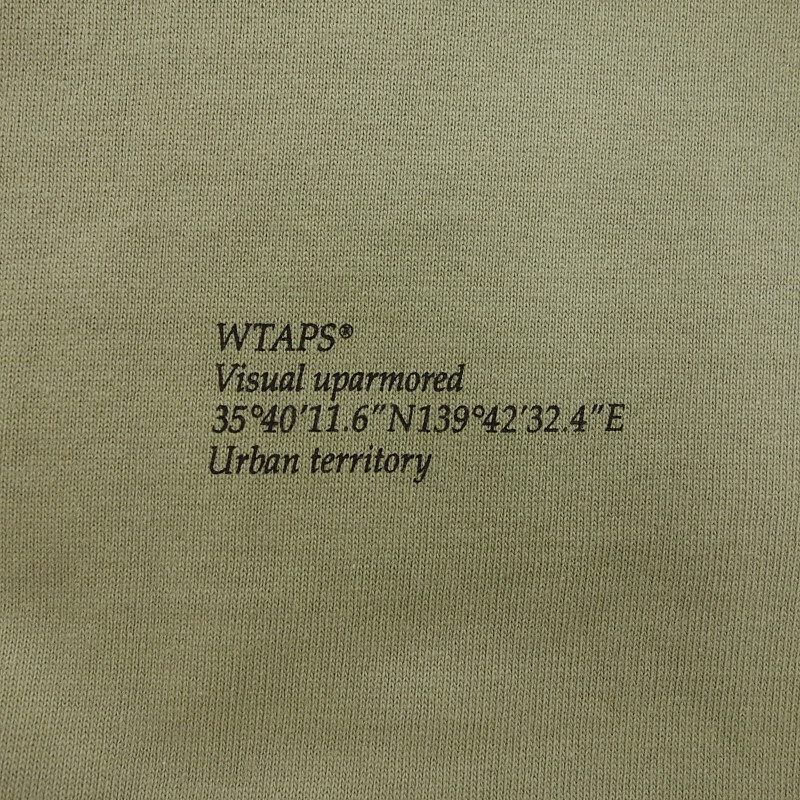 WTAPS®
Visual uparmored
35°40'11.6"N139°42'32.4"E
Urban territory